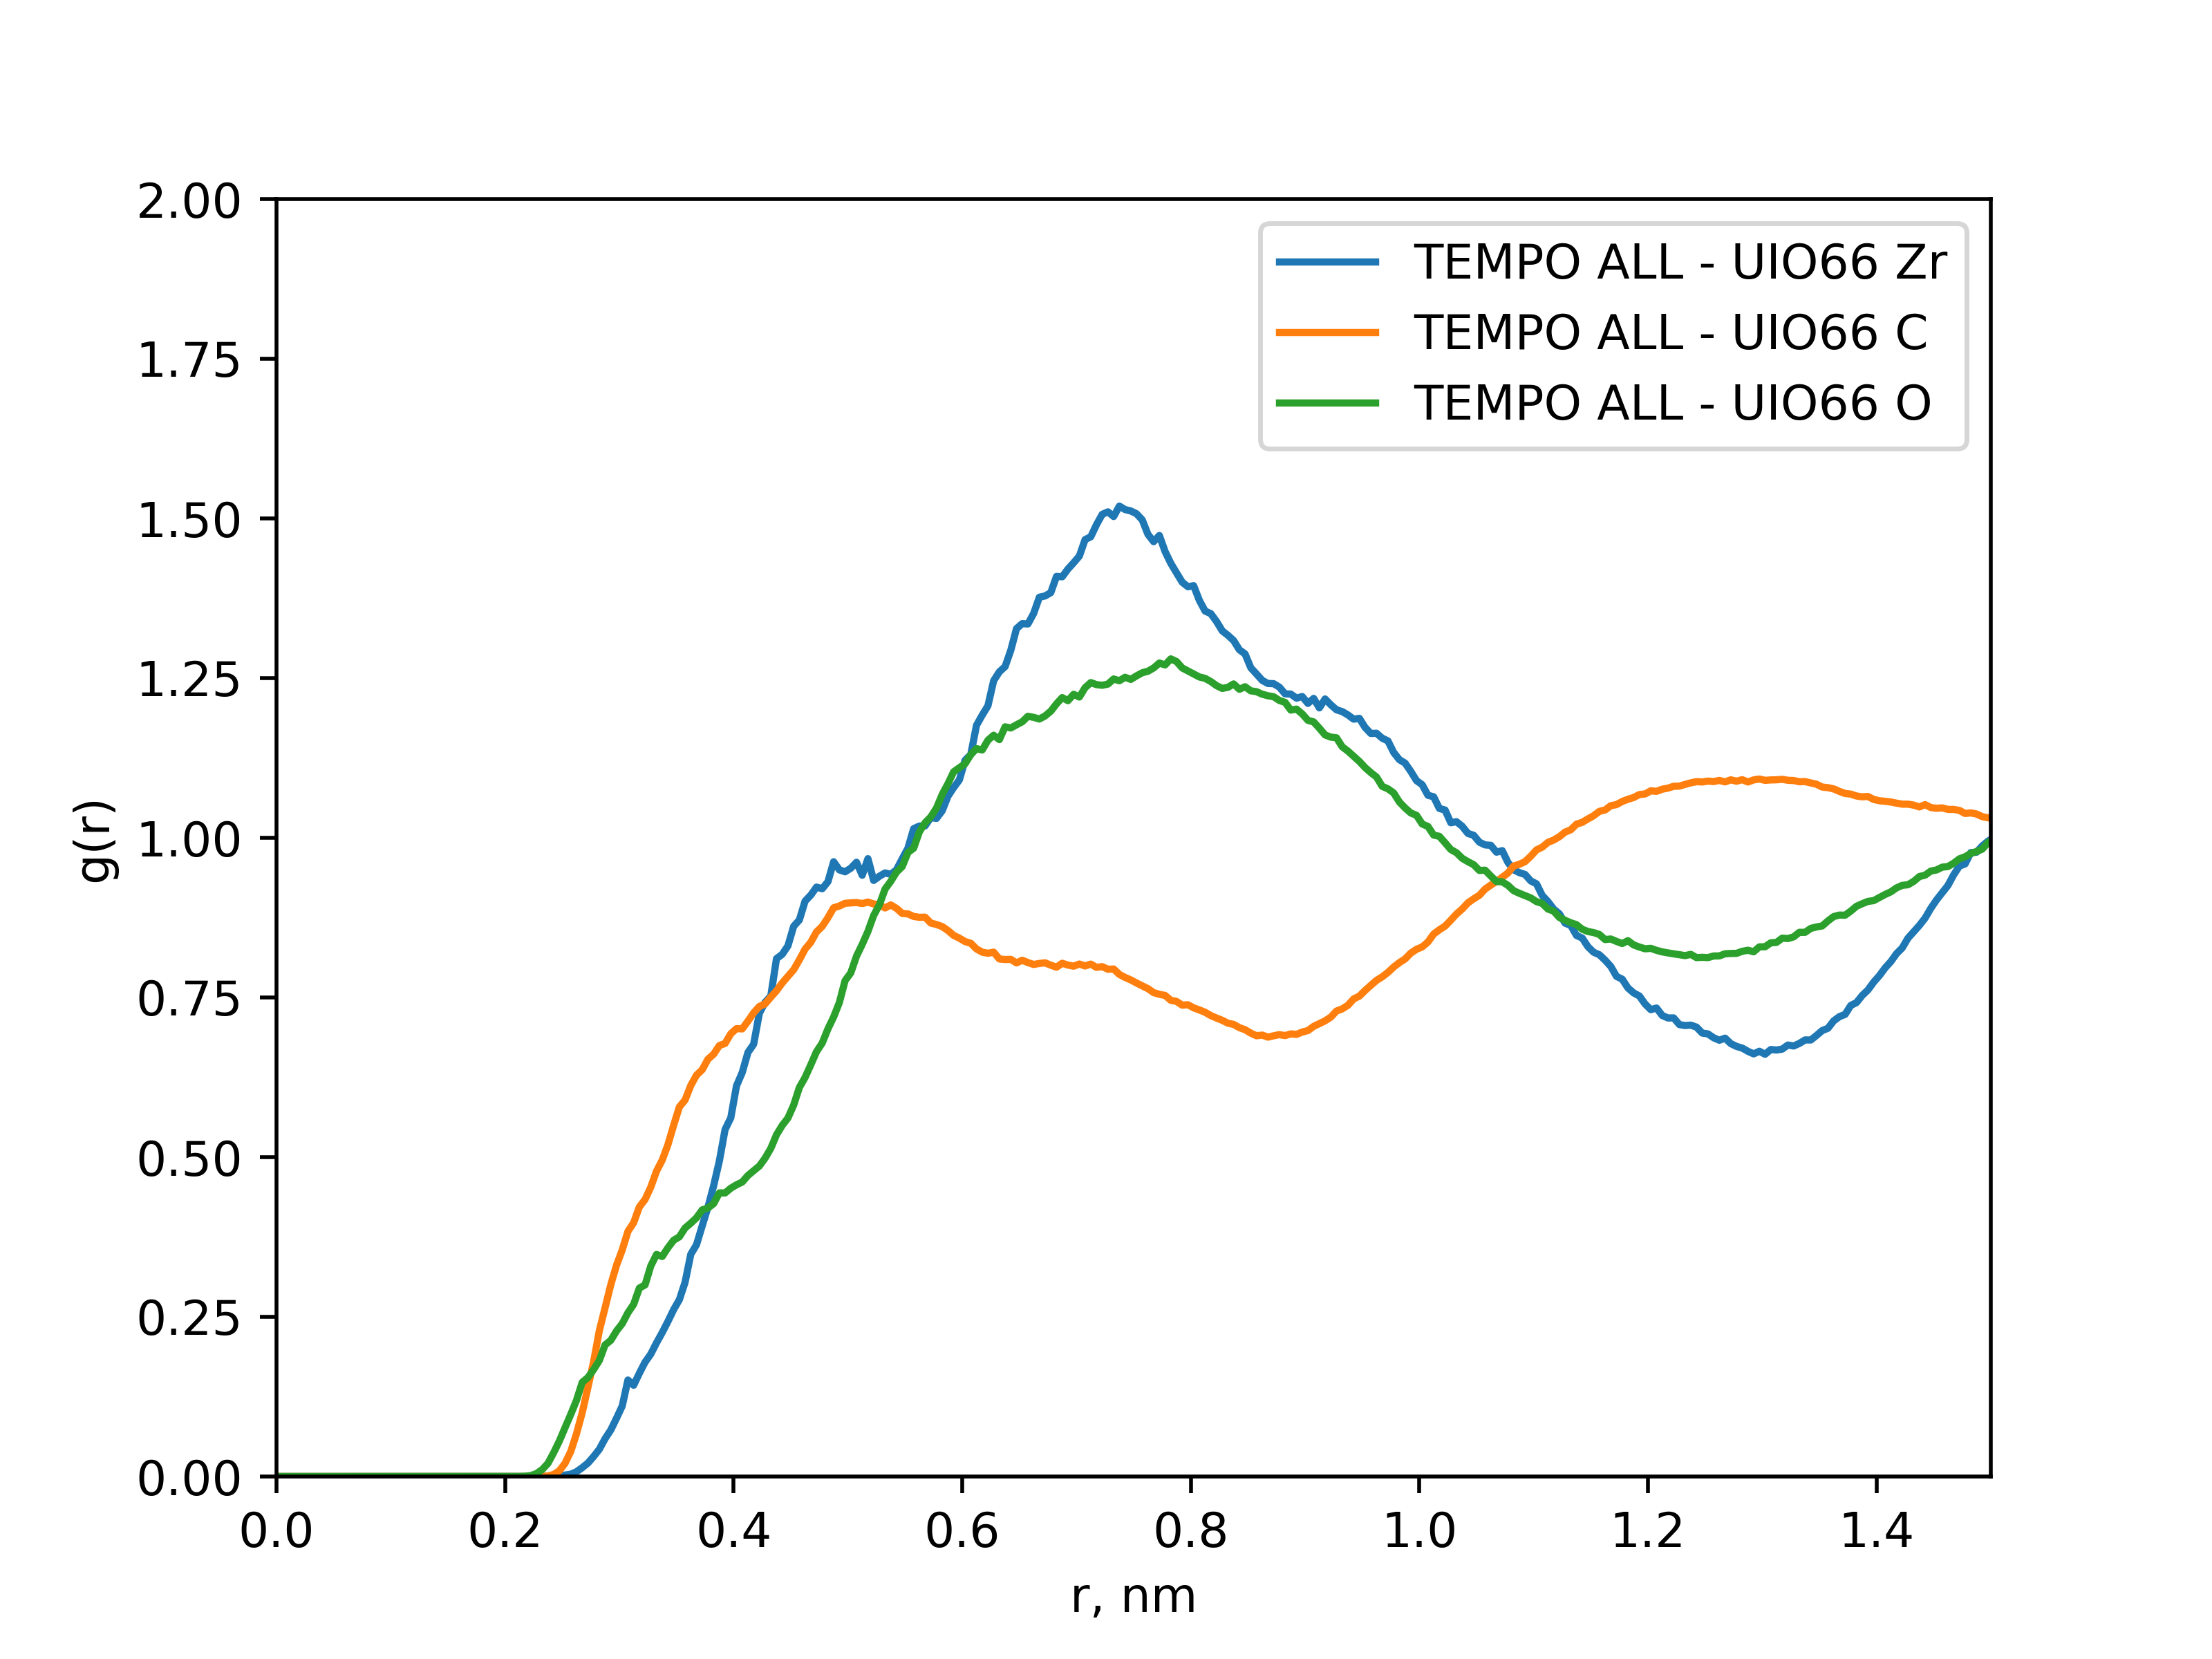 2.00
1.75
1.50
1.25
1.00
0.75
0.50
0.25
0.00
g(r)
TEMPO ALL - UIO66 Zr
TEMPO ALL - UIO66 C
TEMPO ALL - UIO66 O
0.0 0.2 0.4 0.6 0.8 1.0 1.2 1.4
r, nm